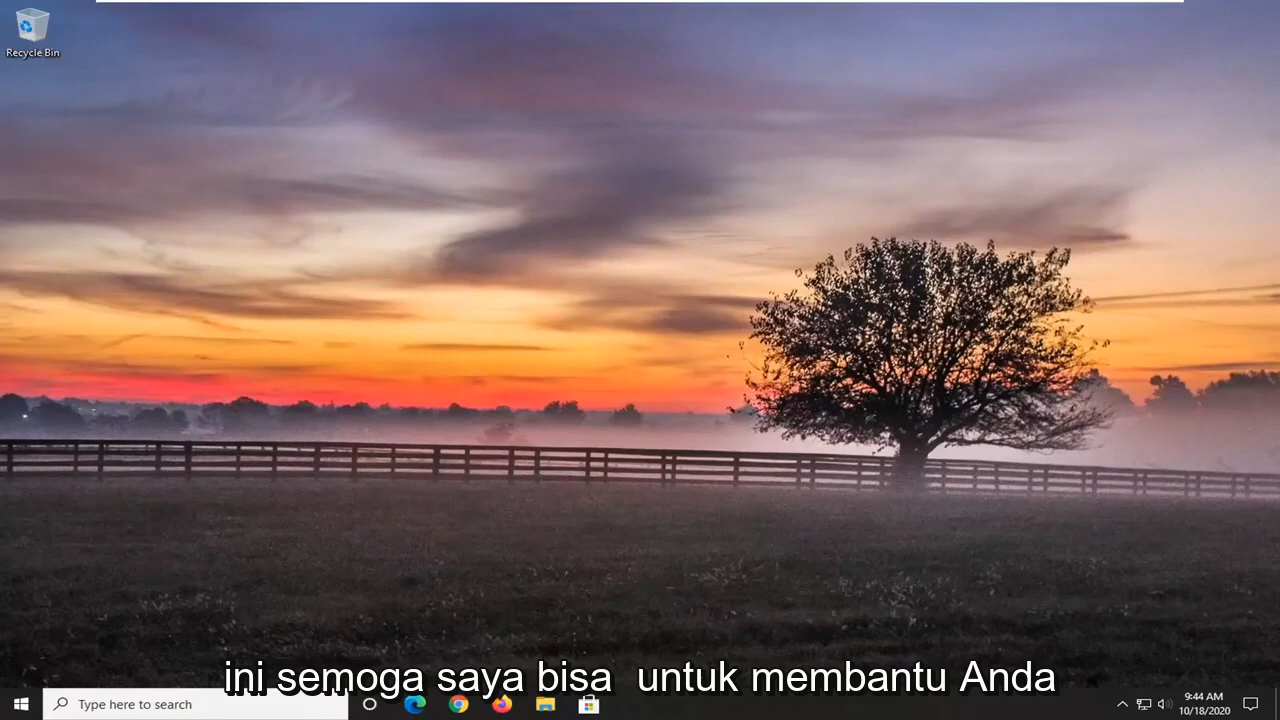 Recycle Bin
ini semoga saya bisa  untuk membantu Anda
Type here to search
9:44 AM
10/18/2020